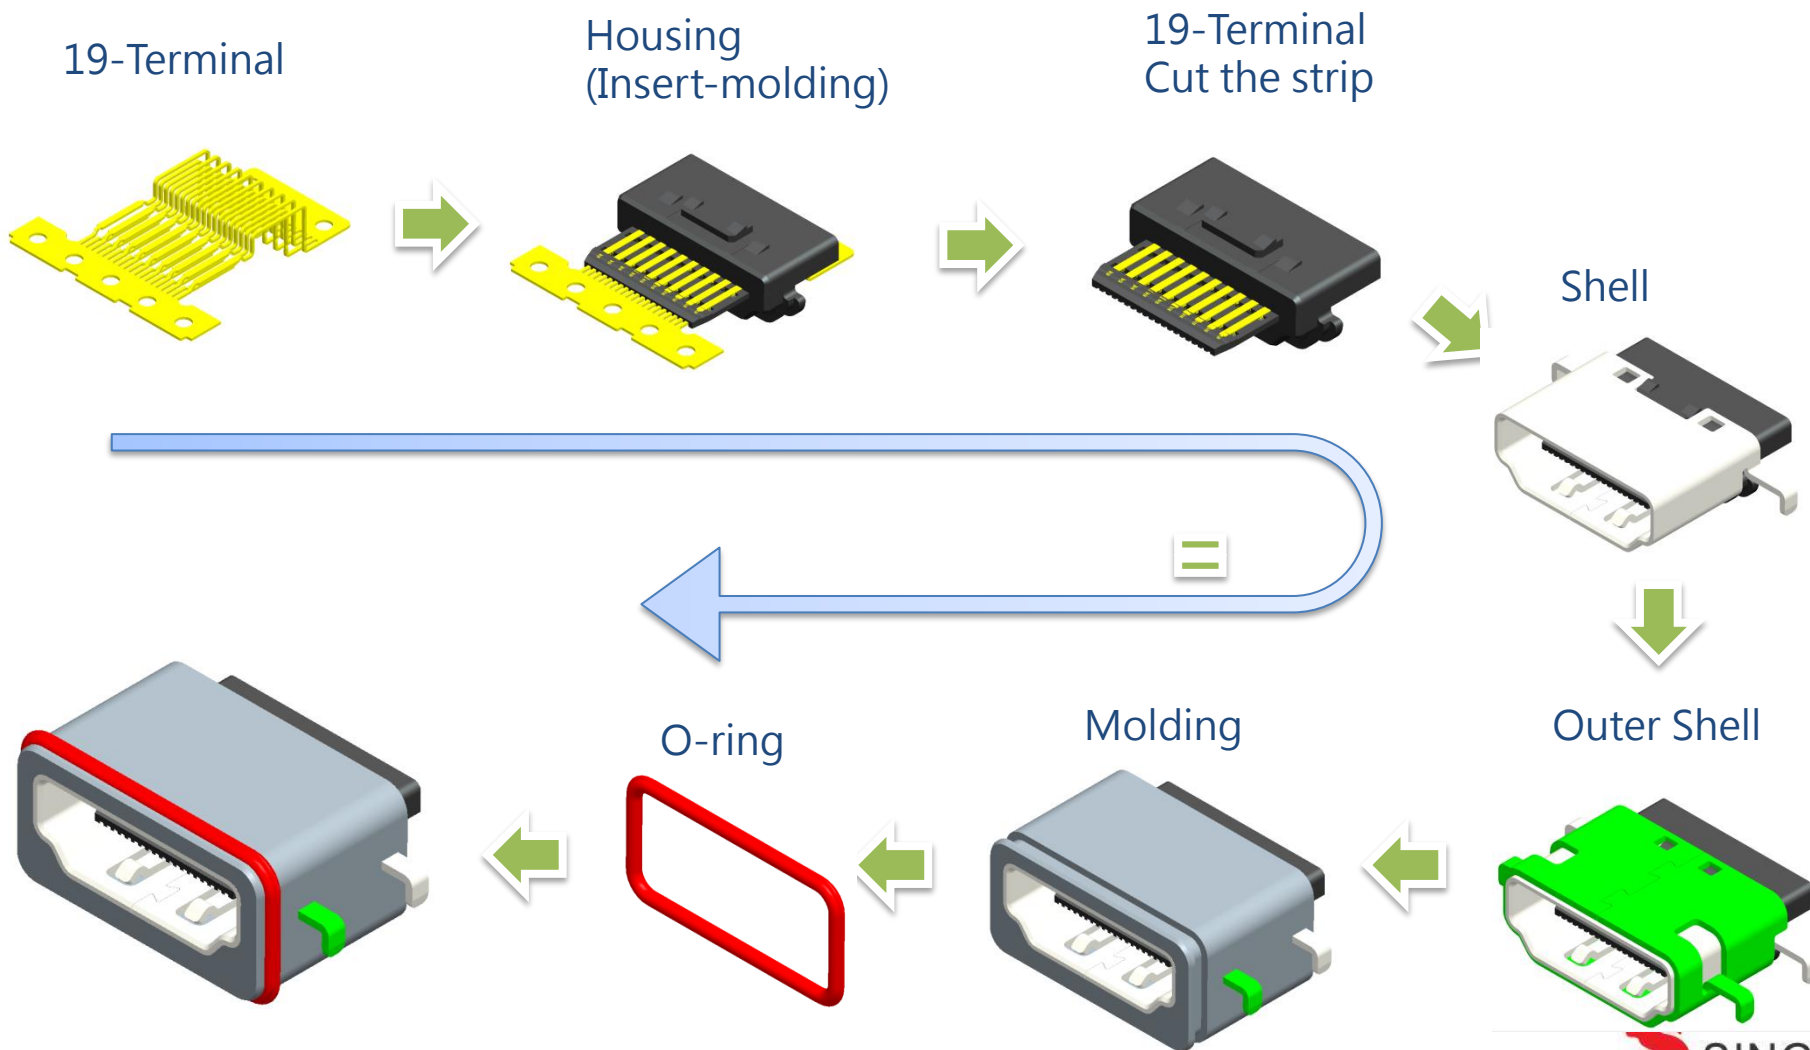 19-Terminal
Housing
(Insert-molding)
19-Terminal
Cut the strip
Shell
=
O-ring
Molding
Outer Shell